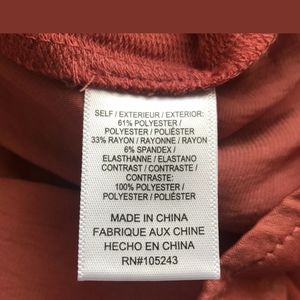 SELF / EXTERIEUR / EXTERIOR:
61% POLYESTER /
POLYESTER / POLIÉSTER
33% RAYON / RAYONNE / RAYON
6% SPANDEX /
ELASTHANNE / ELASTANO
CONTRAST / CONTRASTE /
CONTRASTE:
100% POLYESTER /
POLYESTER / POLIÉSTER
MADE IN CHINA
FABRIQUE AUX CHINE
HECHO EN CHINA
RN#105243